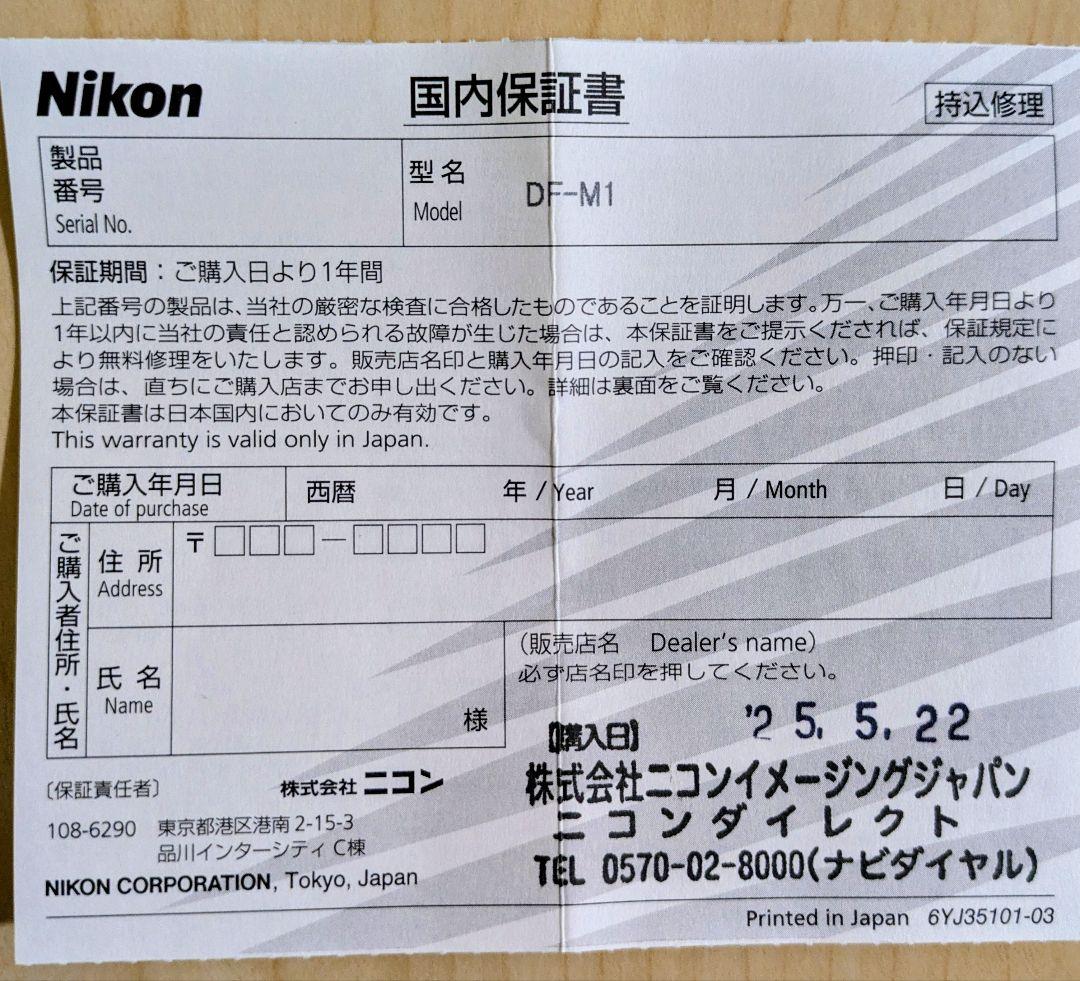 Nikon
国内保証書
持込修理
製品
番号
Serial No.
型名
Model
DF-M1
保証期間：ご購入日より1年間
上記番号の製品は、当社の厳密な検査に合格したものであることを証明します。万一、ご購入年月日より
1年以内に当社の責任と認められる故障が生じた場合は、本保証書をご提示くだされば、保証規定に
より無料修理をいたします。販売店名印と購入年月日の記入をご確認ください。押印・記入のない
場合は、直ちにご購入店までお申し出ください。詳細は裏面をご覧ください。
本保証書は日本国内においてのみ有効です。
This warranty is valid only in Japan.
ご購入年月日
Date of purchase
西暦 年 / Year 月 / Month 日 / Day
ご購入者住所・氏名
住所
Address
〒□□□―□□□□
氏名
Name
様
（販売店名 Dealer's name）
必ず店名印を押してください。
【購入日】 '25. 5. 22
株式会社ニコンイメージングジャパン
ニコンダイレクト
TEL 0570-02-8000(ナビダイヤル)
〔保証責任者〕 株式会社 ニコン
108-6290 東京都港区港南 2-15-3
品川インターシティ C棟
NIKON CORPORATION, Tokyo, Japan
Printed in Japan 6YJ35101-03